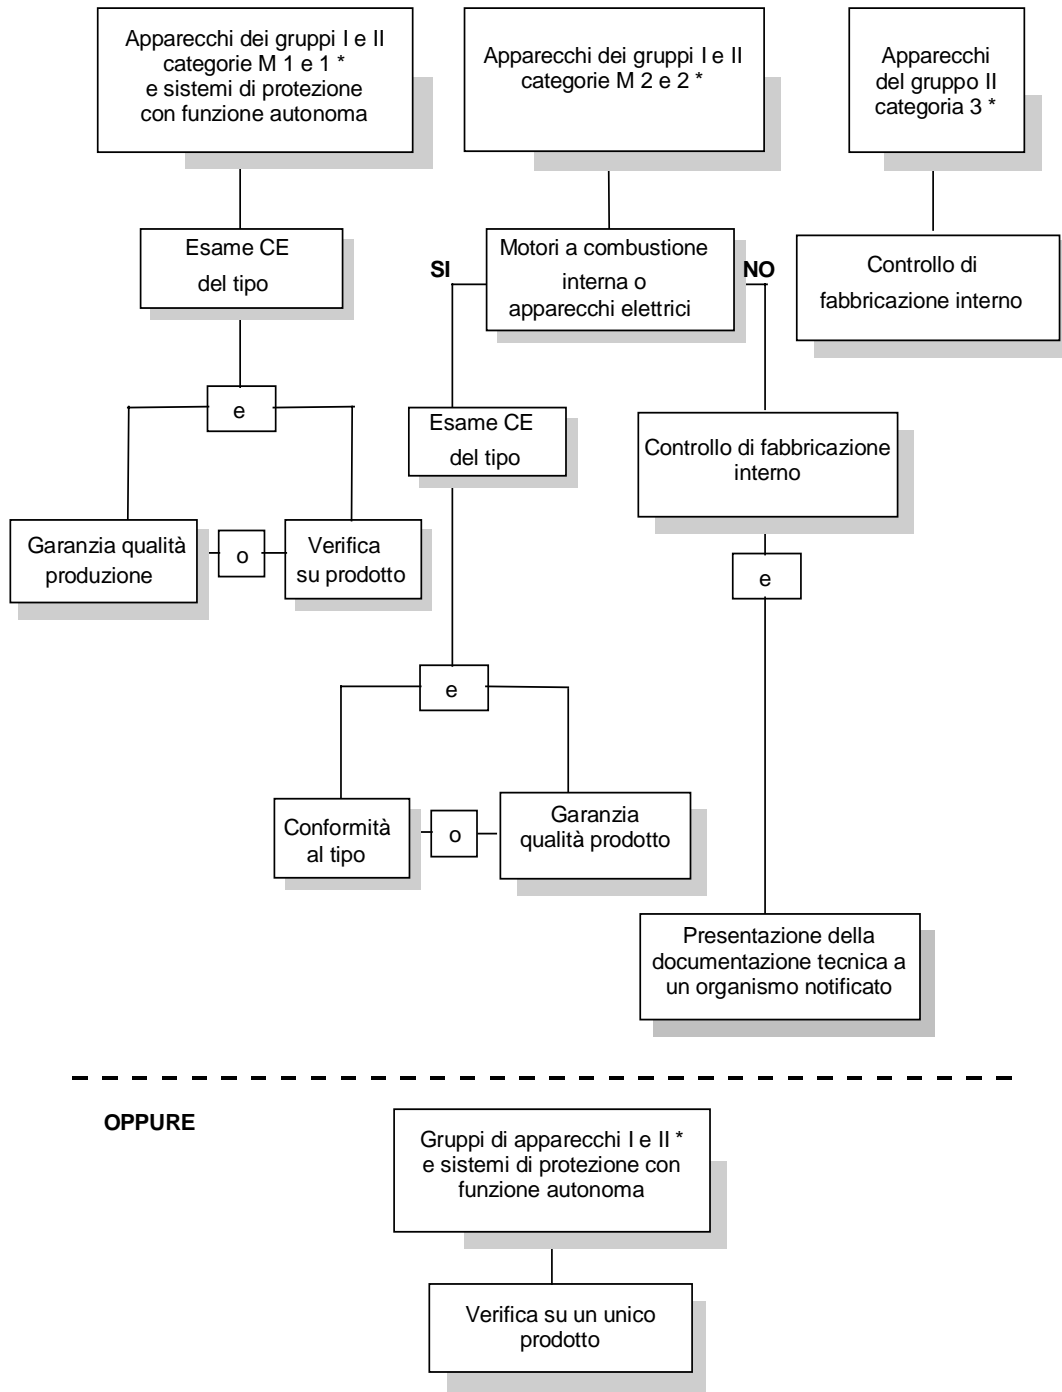 Apparecchi dei gruppi I e II
categorie M 1 e 1 *
e sistemi di protezione
con funzione autonoma
Apparecchi dei gruppi I e II
categorie M 2 e 2 *
Apparecchi
del gruppo II
categoria 3 *
Esame CE
del tipo
SI
Motori a combustione
interna o
apparecchi elettrici
NO
Controllo di
fabbricazione interno
e
Esame CE
del tipo
Controllo di fabbricazione
interno
Garanzia qualità
produzione
o
Verifica
su prodotto
e
e
Conformità
al tipo
o
Garanzia
qualità prodotto
Presentazione della
documentazione tecnica a
un organismo notificato
OPPURE
Gruppi di apparecchi I e II *
e sistemi di protezione con
funzione autonoma
Verifica su un unico
prodotto